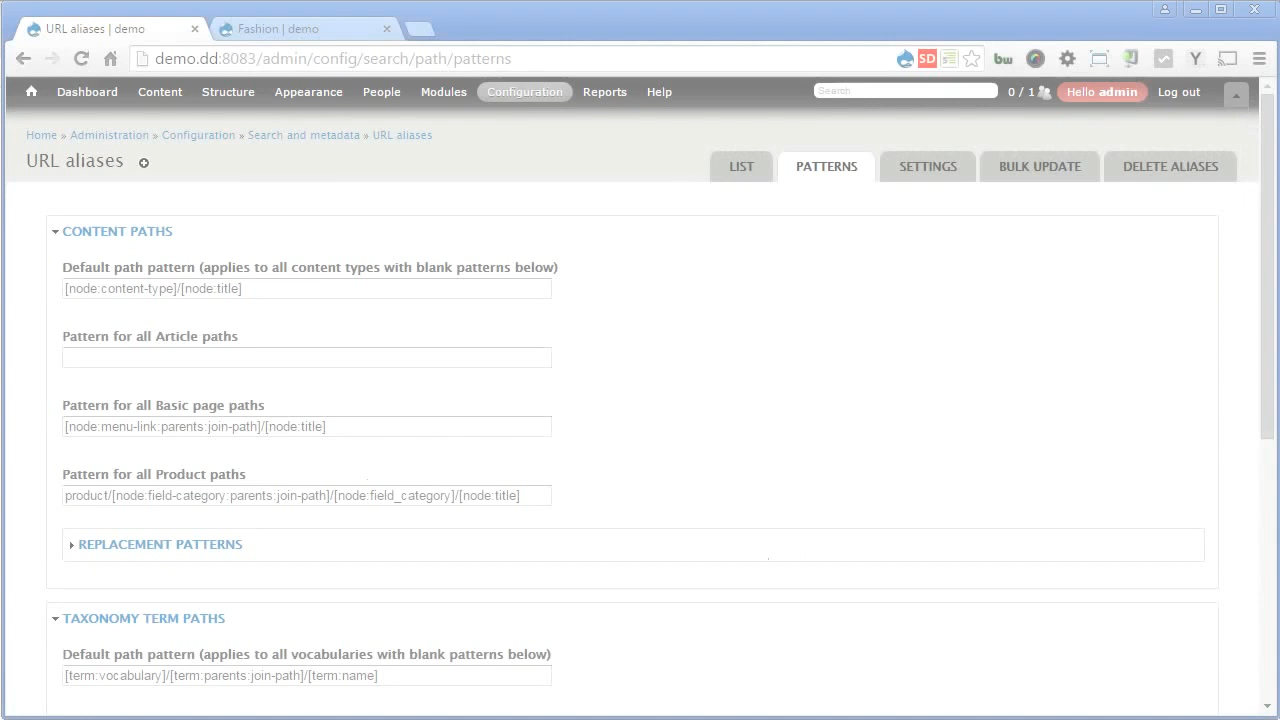 URL aliases | demo
Fashion | demo
demo.dd:8083/admin/config/search/path/patterns
SD
bw
Y
Dashboard Content Structure Appearance People Modules Configuration Reports Help
Search
0 / 1
Hello admin
Log out
Home » Administration » Configuration » Search and metadata » URL aliases
URL aliases
LIST PATTERNS SETTINGS BULK UPDATE DELETE ALIASES
CONTENT PATHS
Default path pattern (applies to all content types with blank patterns below)
[node:content-type]/[node:title]
Pattern for all Article paths
Pattern for all Basic page paths
[node:menu-link:parents:join-path]/[node:title]
Pattern for all Product paths
product/[node:field-category:parents:join-path]/[node:field_category]/[node:title]
REPLACEMENT PATTERNS
TAXONOMY TERM PATHS
Default path pattern (applies to all vocabularies with blank patterns below)
[term:vocabulary]/[term:parents:join-path]/[term:name]